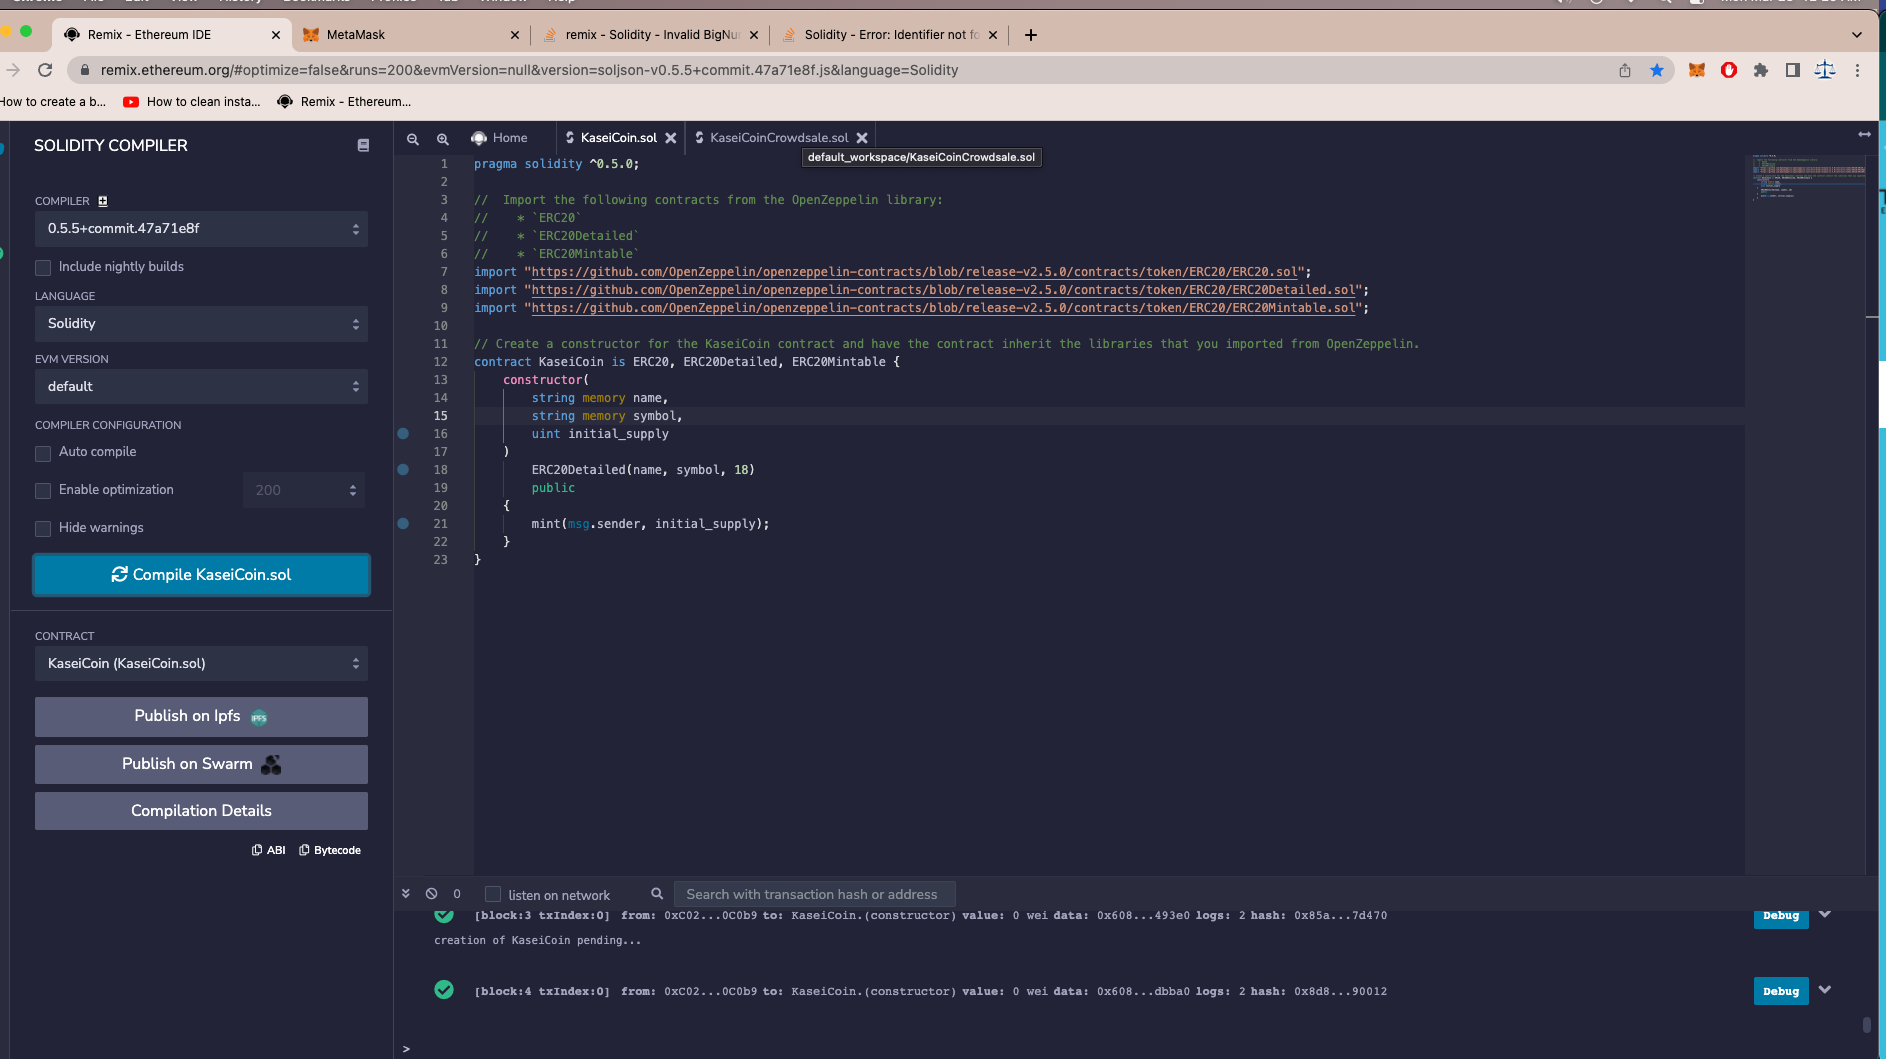 Remix - Ethereum IDE
MetaMask
remix - Solidity - Invalid BigNu
Solidity - Error: Identifier not fo
remix.ethereum.org/#optimize=false&runs=200&evmVersion=null&version=soljson-v0.5.5+commit.47a71e8f.js&language=Solidity
How to create a b...
How to clean insta...
Remix - Ethereum...
SOLIDITY COMPILER
COMPILER
0.5.5+commit.47a71e8f
Include nightly builds
LANGUAGE
Solidity
EVM VERSION
default
COMPILER CONFIGURATION
Auto compile
Enable optimization
200
Hide warnings
Compile KaseiCoin.sol
CONTRACT
KaseiCoin (KaseiCoin.sol)
Publish on Ipfs
IPFS
Publish on Swarm
Compilation Details
ABI
Bytecode
Home
KaseiCoin.sol
KaseiCoinCrowdsale.sol
default_workspace/KaseiCoinCrowdsale.sol
1 pragma solidity ^0.5.0;
2
3 //  Import the following contracts from the OpenZeppelin library:
4 //    * `ERC20`
5 //    * `ERC20Detailed`
6 //    * `ERC20Mintable`
7 import "https://github.com/OpenZeppelin/openzeppelin-contracts/blob/release-v2.5.0/contracts/token/ERC20/ERC20.sol";
8 import "https://github.com/OpenZeppelin/openzeppelin-contracts/blob/release-v2.5.0/contracts/token/ERC20/ERC20Detailed.sol";
9 import "https://github.com/OpenZeppelin/openzeppelin-contracts/blob/release-v2.5.0/contracts/token/ERC20/ERC20Mintable.sol";
10
11 // Create a constructor for the KaseiCoin contract and have the contract inherit the libraries that you imported from OpenZeppelin.
12 contract KaseiCoin is ERC20, ERC20Detailed, ERC20Mintable {
13     constructor(
14         string memory name,
15         string memory symbol,
16         uint initial_supply
17     )
18         ERC20Detailed(name, symbol, 18)
19         public
20     {
21         mint(msg.sender, initial_supply);
22     }
23 }
0
listen on network
Search with transaction hash or address
[block:3 txIndex:0] from: 0xC02...0C0b9 to: KaseiCoin.(constructor) value: 0 wei data: 0x608...493e0 logs: 2 hash: 0x85a...7d470
Debug
creation of KaseiCoin pending...
[block:4 txIndex:0] from: 0xC02...0C0b9 to: KaseiCoin.(constructor) value: 0 wei data: 0x608...dbba0 logs: 2 hash: 0x8d8...90012
Debug
>